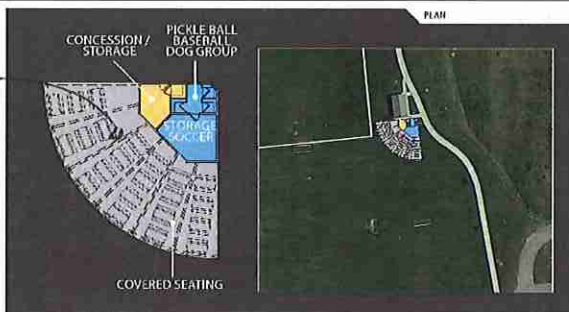 PLAN
CONCESSION /
STORAGE
PICKLE BALL
BASEBALL
DOG GROUP
STORAGE
SOCCER
COVERED SEATING